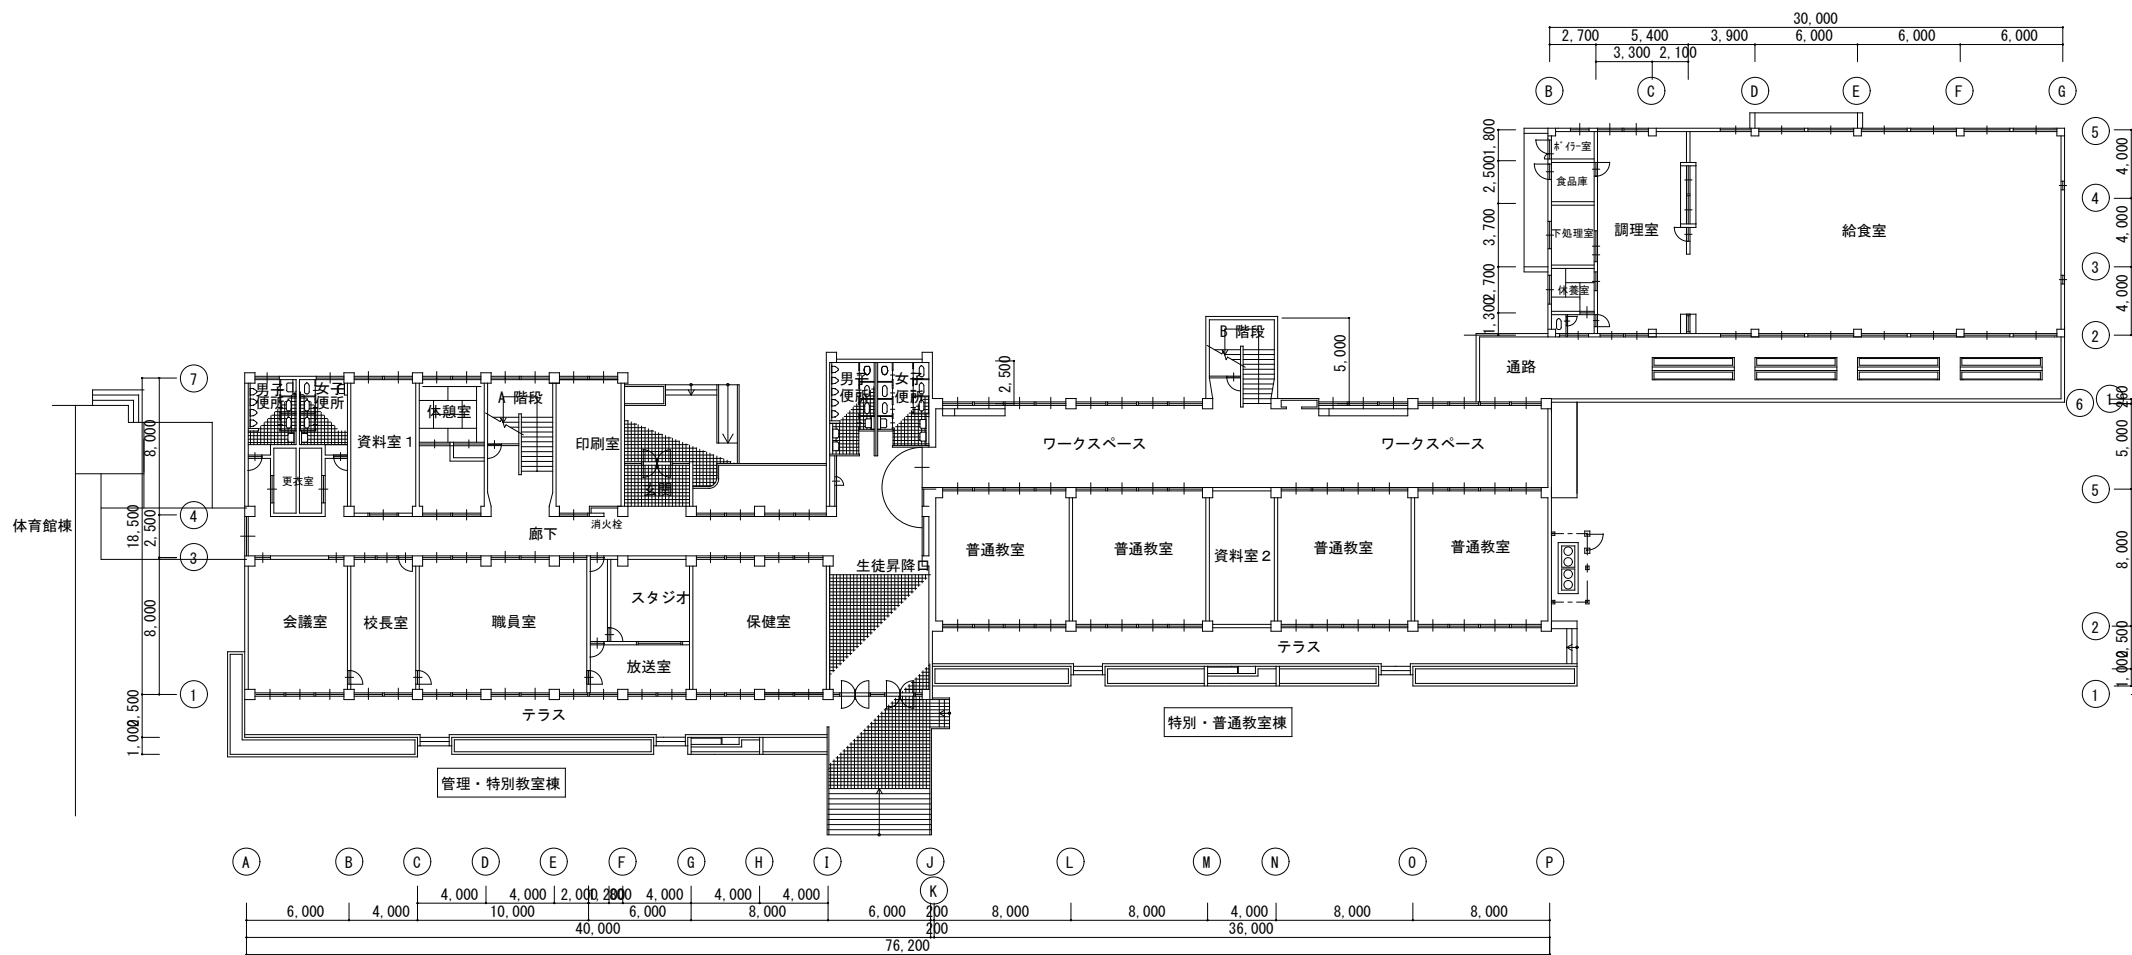 30,000
2,700 5,400 3,900 6,000 6,000 6,000
3,300 2,100
B C D E F G
1,800
2,500
3,700
2,700
1,300
ﾎﾞｲﾗｰ室
食品庫
下処理室
休養室
調理室
給食室
5
4,000
4
4,000
3
4,000
2
通路
6
1
260
5,000
5
8,000
2
2,500
1,000
1
B 階段
5,000
2,500
男子
便所
女子
便所
ワークスペース
ワークスペース
普通教室
普通教室
資料室２
普通教室
普通教室
テラス
特別・普通教室棟
7
8,000
4
18,500
2,500
3
8,000
1
2,500
1,000
体育館棟
男子
便所
女子
便所
更衣室
資料室１
休憩室
A 階段
印刷室
玄関
消火栓
廊下
生徒昇降口
会議室
校長室
職員室
スタジオ
放送室
保健室
テラス
管理・特別教室棟
A B C D E F G H I J L M N O P
K
4,000 4,000 2,000 4,000 4,000 4,000
6,000 4,000 10,000 6,000 8,000 6,000 200 8,000 8,000 4,000 8,000 8,000
40,000 200 36,000
76,200